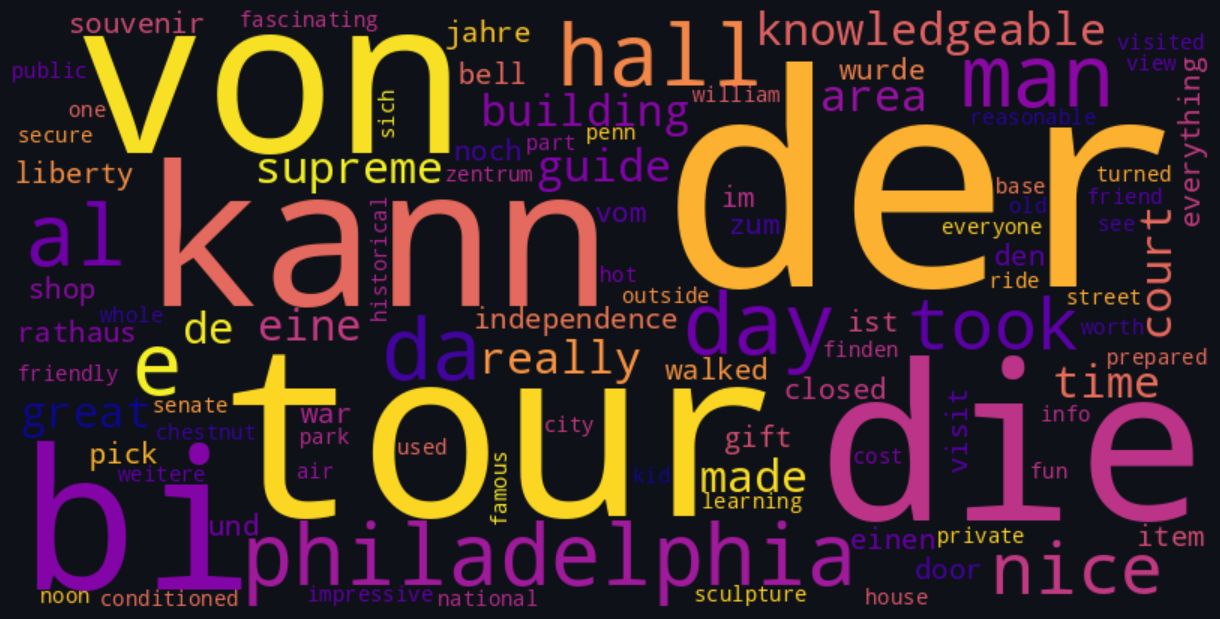 souvenir fascinating
von jahre hall knowledgeable
public bell wurde man visited
view
one sich building william area everything
secure penn reasonable
liberty supreme noch part
zentrum guide der turned
al kann historical vom im base friend
zum old
everyone see
shop hot den court
whole outside ride
rathaus de eine independence day ist took street
worth
e da really finden
friendly walked prepared
great senate tour closed die time
chestnut war
park used city gift cost visit info
pick air famous kid made fun
weitere learning
bi und philadelphia einen private item
door nice
noon conditioned impressive national sculpture house